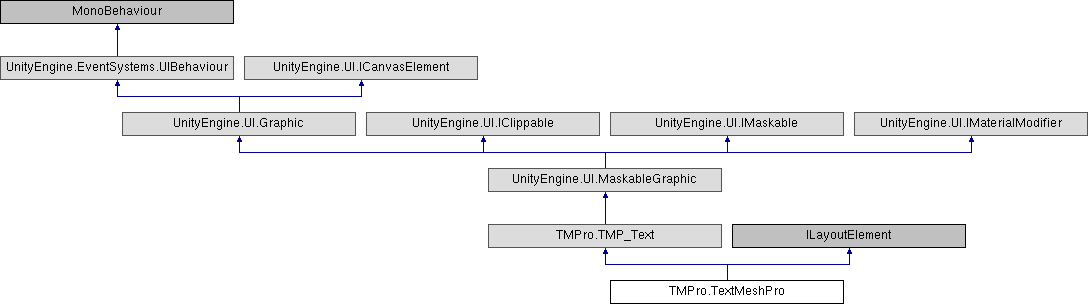 MonoBehaviour
UnityEngine.EventSystems.UIBehaviour
UnityEngine.UI.ICanvasElement
UnityEngine.UI.Graphic
UnityEngine.UI.IClippable
UnityEngine.UI.IMaskable
UnityEngine.UI.IMaterialModifier
UnityEngine.UI.MaskableGraphic
TMPro.TMP_Text
ILayoutElement
TMPro.TextMeshPro